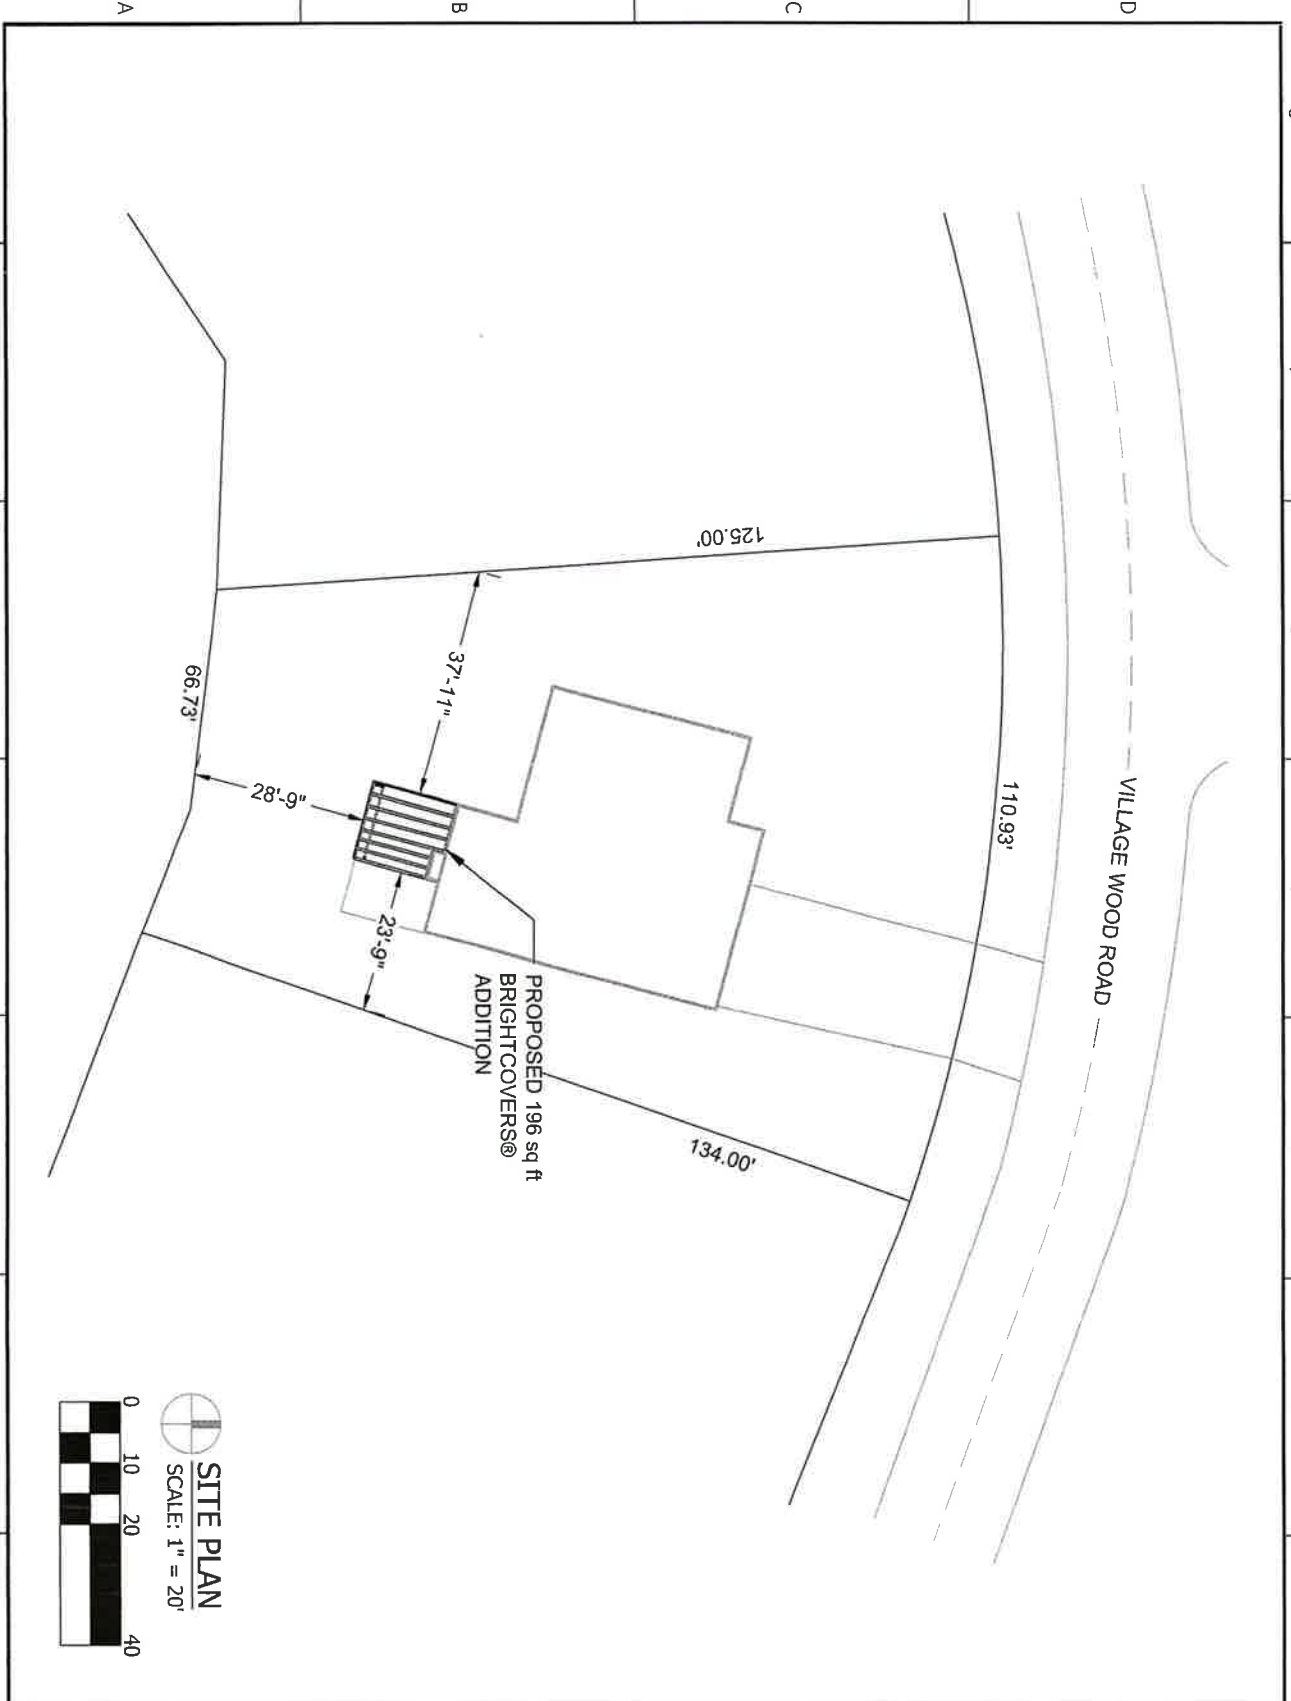 A
B
C
D
VILLAGE WOOD ROAD
110.93'
125.00'
134.00'
37'-11"
66.73'
28'-9"
23'-9"
PROPOSED 196 sq ft
BRIGHTCOVERS®
ADDITION
SITE PLAN
SCALE: 1" = 20'
0 10 20 40